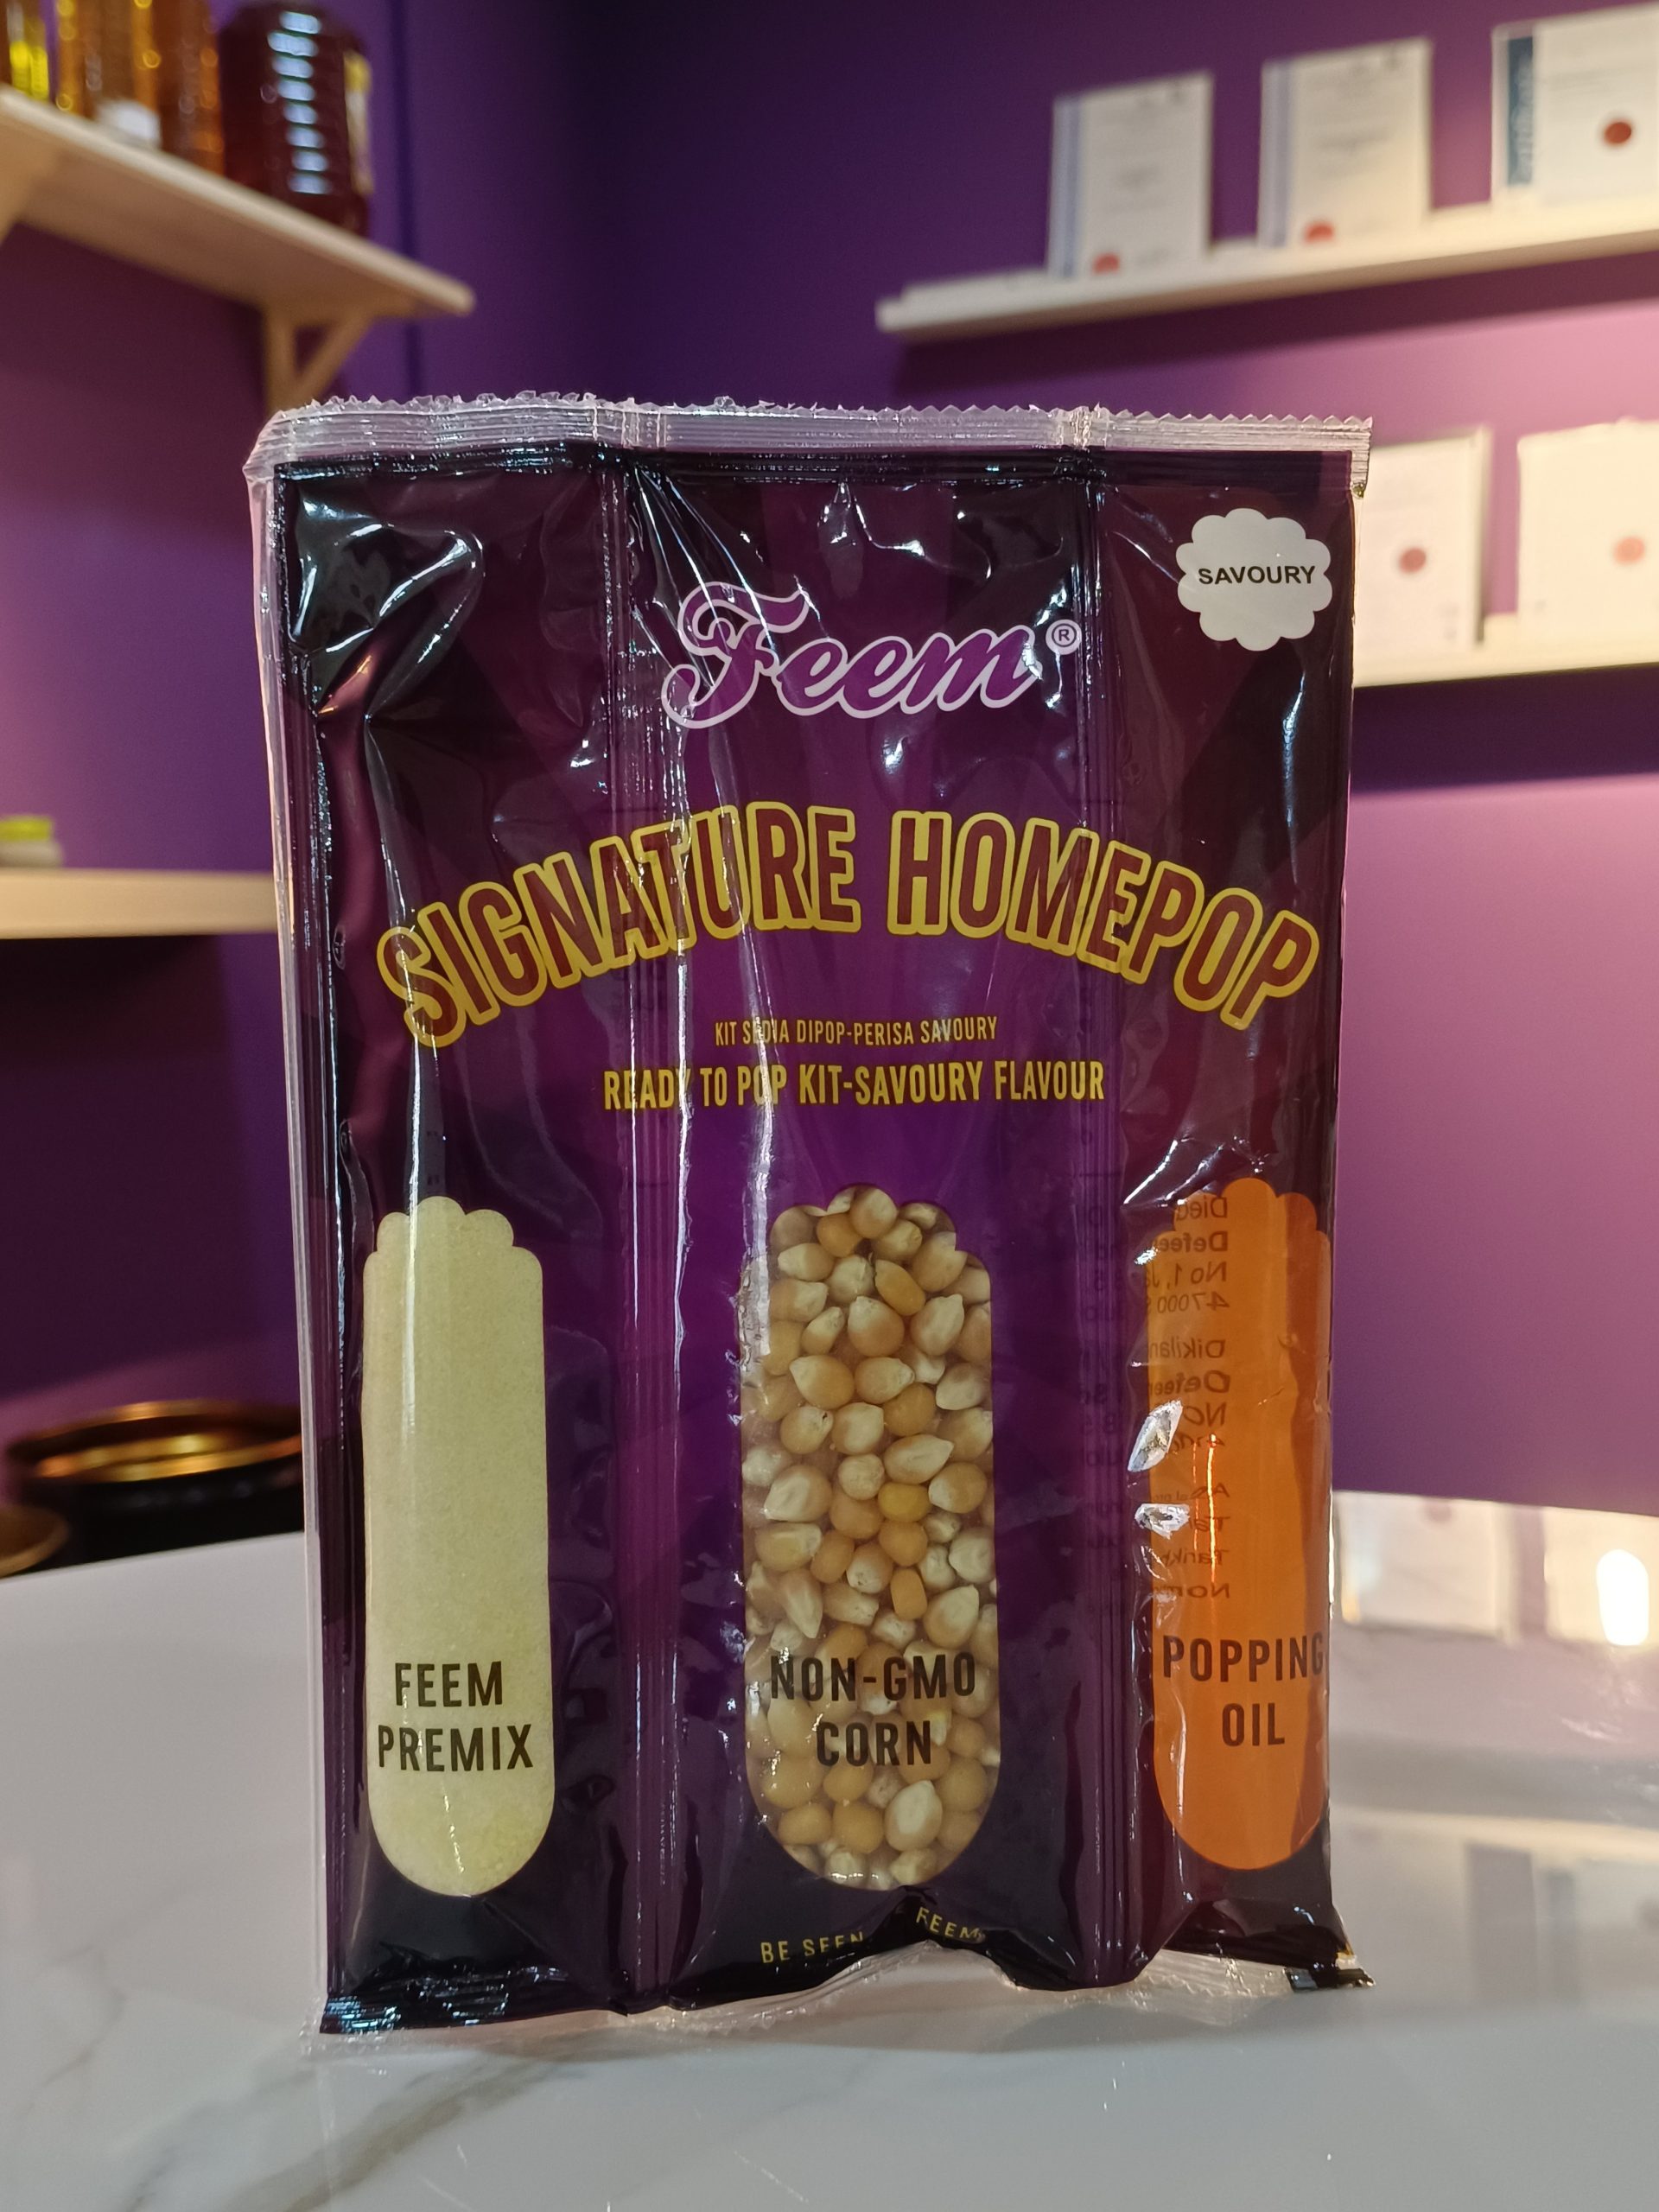 Feem®
SAVOURY
SIGNATURE HOMEPOP
KIT SEDIA DIPOP-PERISA SAVOURY
READY TO POP KIT-SAVOURY FLAVOUR
FEEM
PREMIX
NON-GMO
CORN
POPPING
OIL
BE SEEN
FEEM